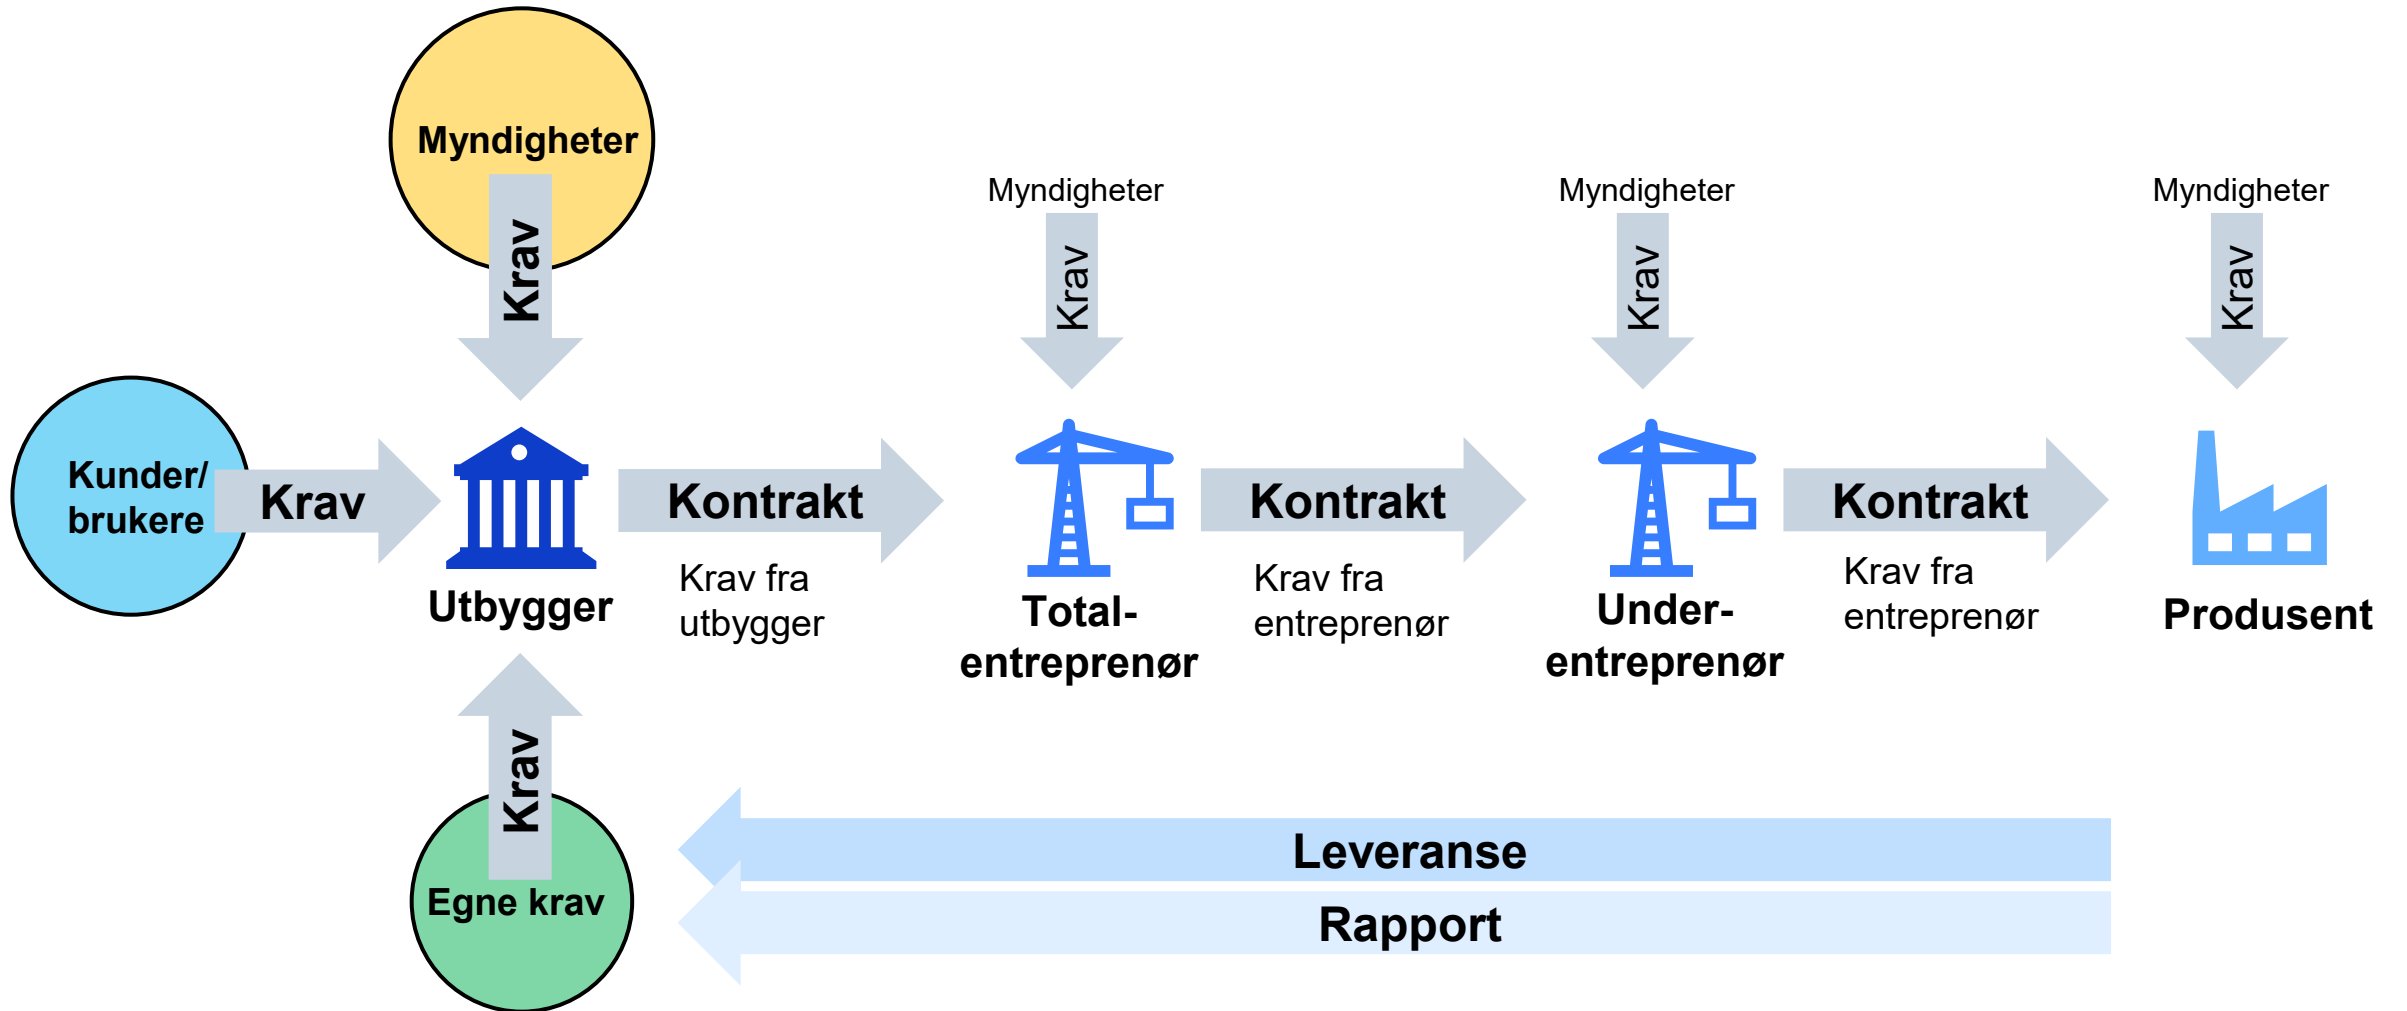 Myndigheter
Krav
Myndigheter
Krav
Myndigheter
Krav
Myndigheter
Krav
Kunder/
brukere
Krav
Utbygger
Kontrakt
Krav fra
utbygger
Total-
entreprenør
Kontrakt
Krav fra
entreprenør
Under-
entreprenør
Kontrakt
Krav fra
entreprenør
Produsent
Krav
Egne krav
Leveranse
Rapport